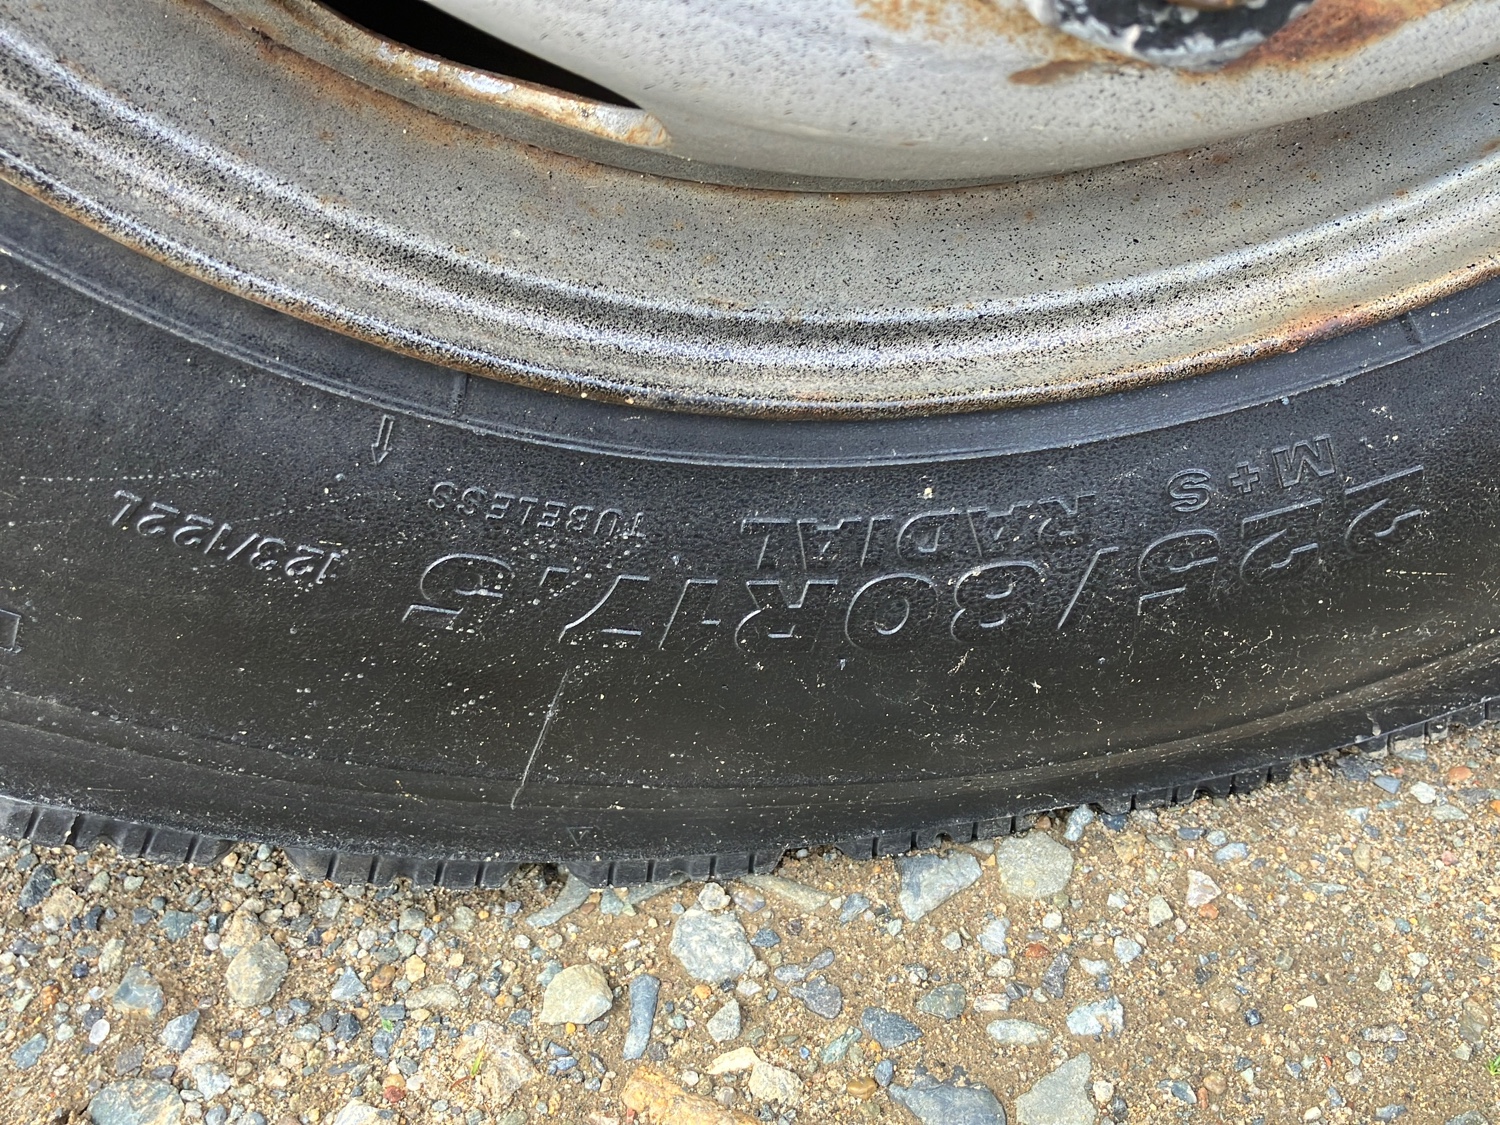 225/80R17.5 123/122L
M+S RADIAL TUBELESS